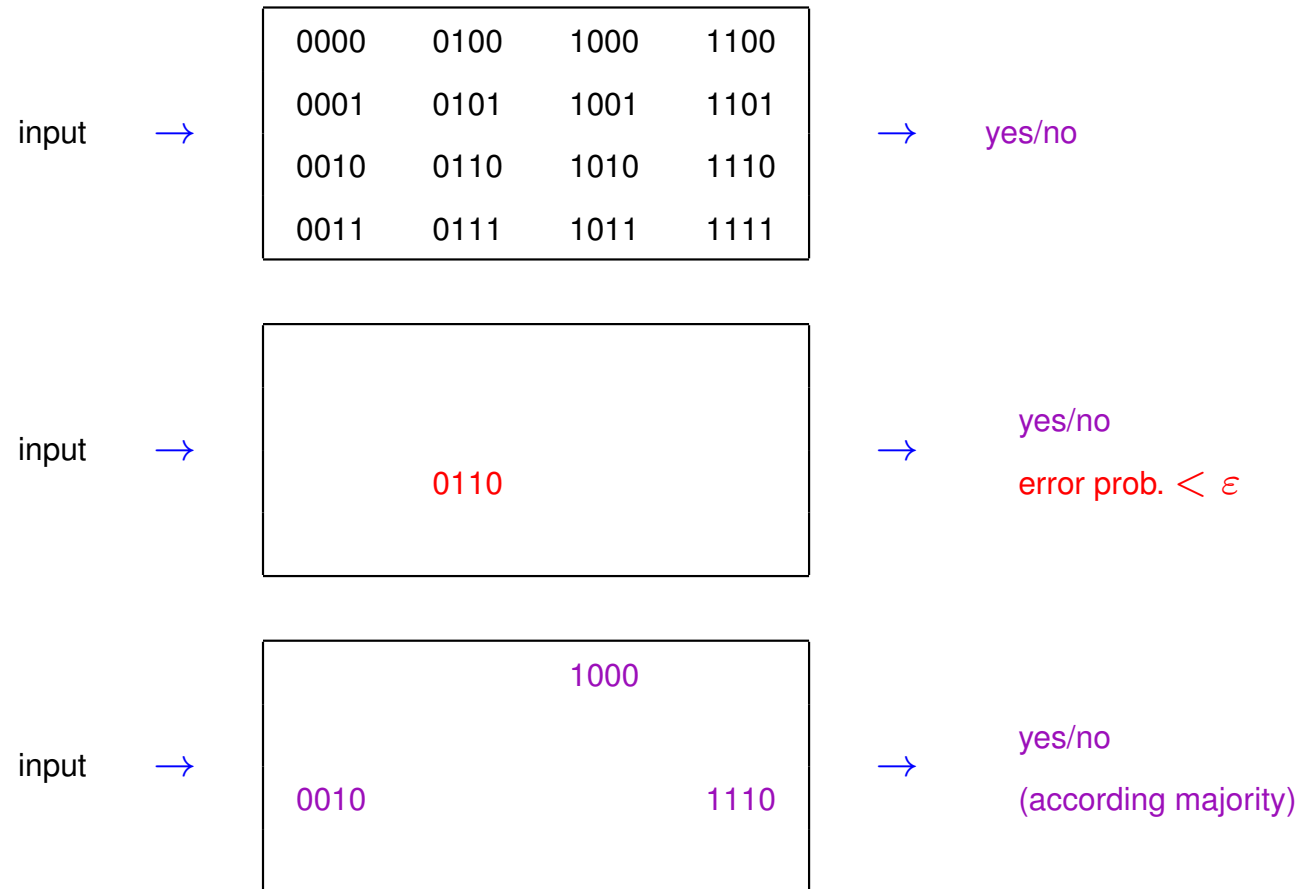 0000 0100 1000 1100
0001 0101 1001 1101
input → → yes/no
0010 0110 1010 1110
0011 0111 1011 1111
yes/no
input → →
0110 error prob. < ε
1000
yes/no
input → →
0010 1110 (according majority)